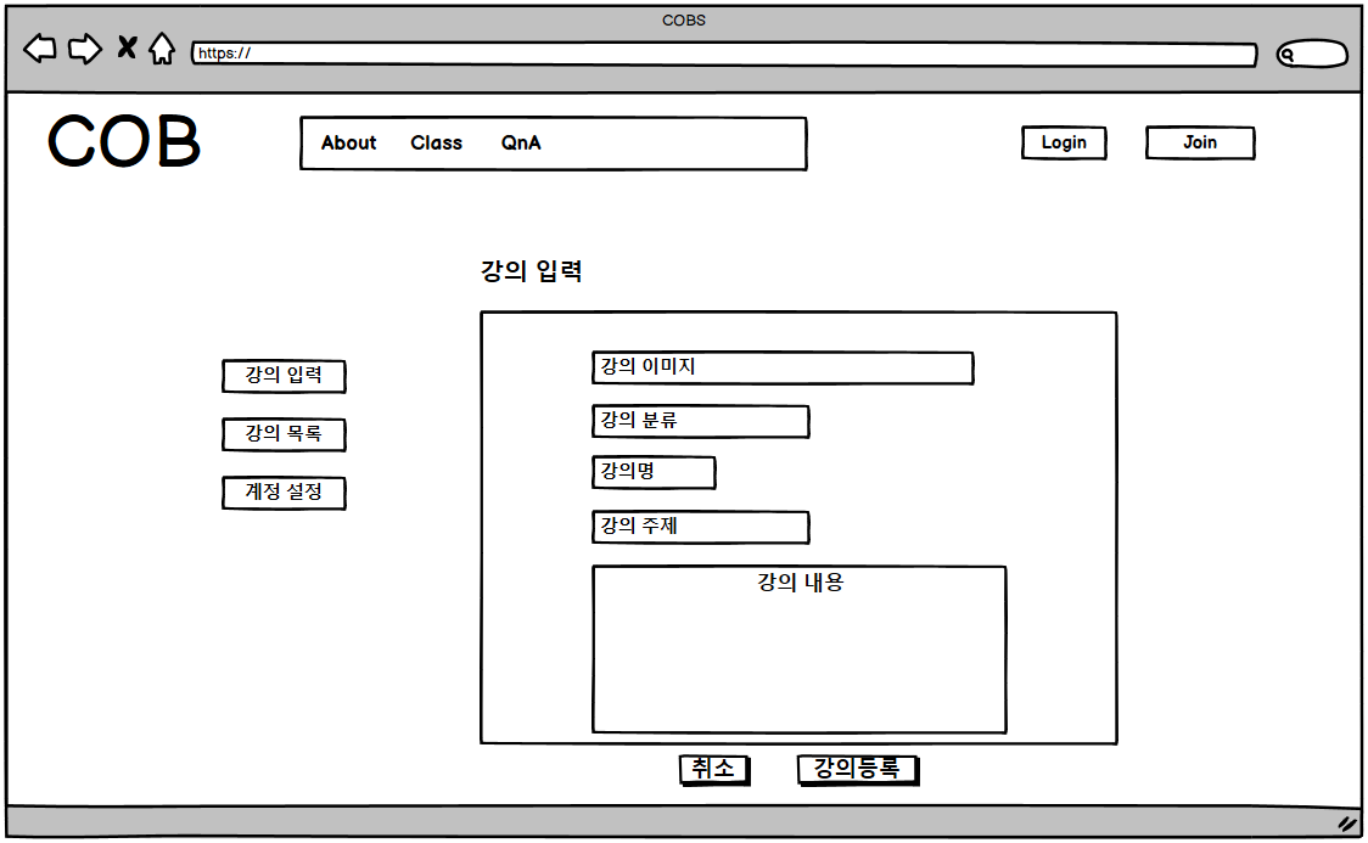 COBS
https://
COB
About Class QnA
Login Join
강의 입력
강의 입력
강의 목록
계정 설정
강의 이미지
강의 분류
강의명
강의 주제
강의 내용
취소 강의등록